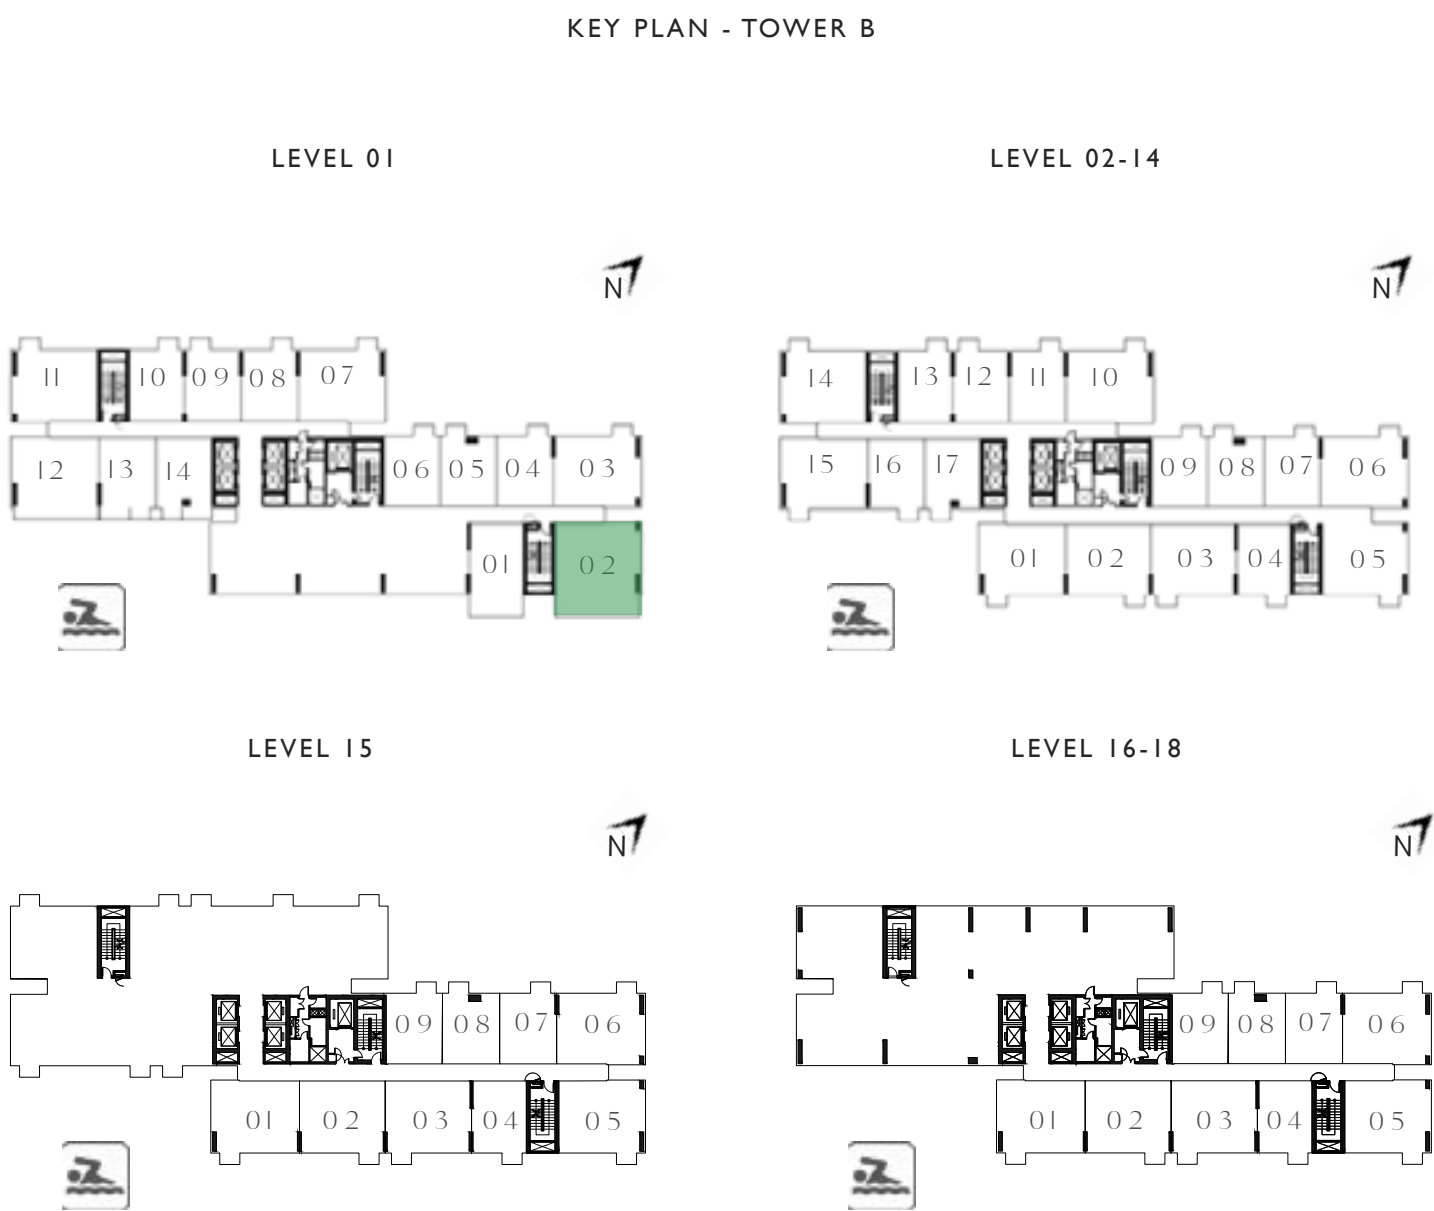 KEY PLAN - TOWER B
LEVEL 01
LEVEL 02-14
N
N
11 10 09 08 07
14 13 12 11 10
12 13 14 06 05 04 03
15 16 17 09 08 07 06
01 02
01 02 03 04 05
LEVEL 15
LEVEL 16-18
N
N
09 08 07 06
09 08 07 06
01 02 03 04 05
01 02 03 04 05